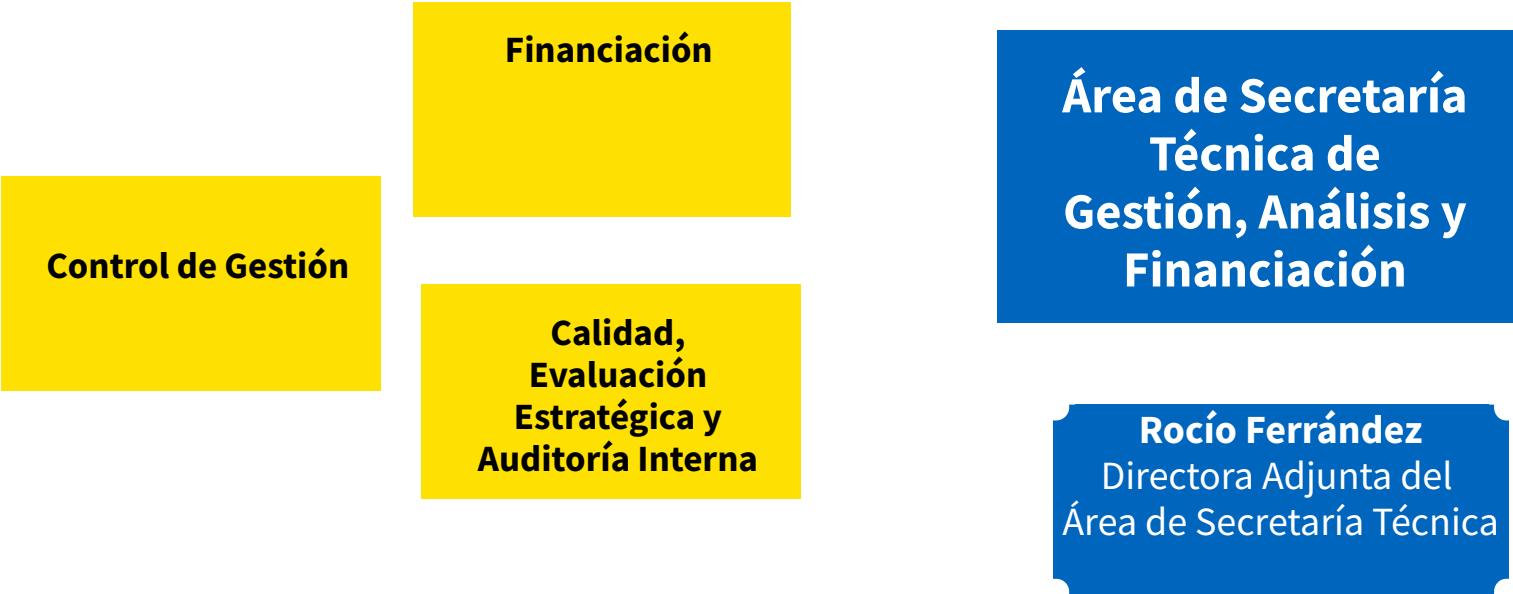 Financiación
Control de Gestión
Calidad,
Evaluación
Estratégica y
Auditoría Interna
Área de Secretaría
Técnica de
Gestión, Análisis y
Financiación
Rocío Ferrández
Directora Adjunta del
Área de Secretaría Técnica